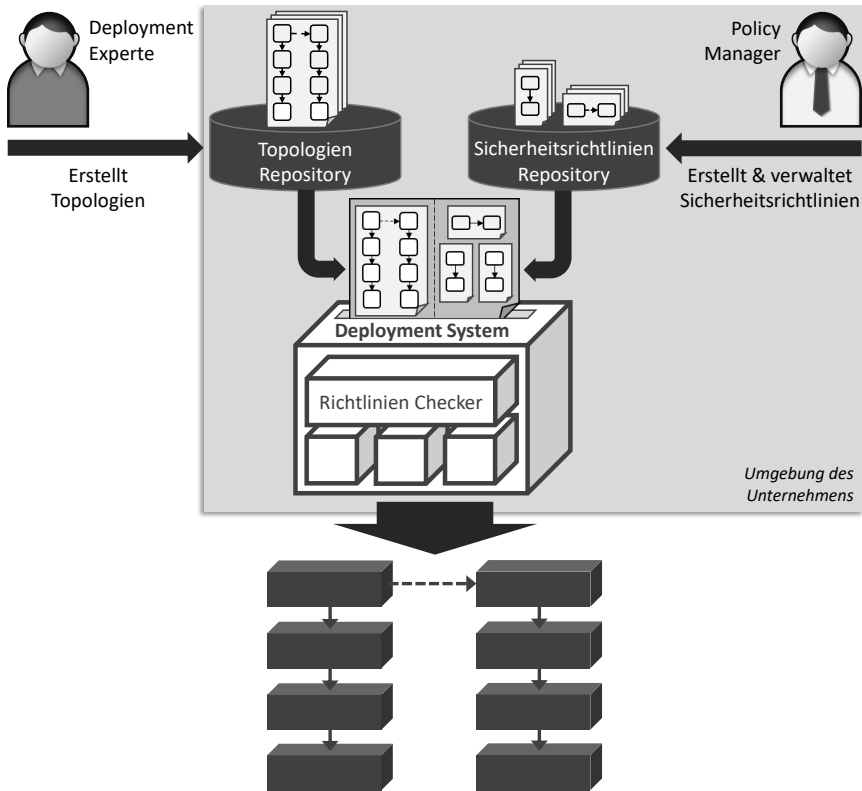 Deployment
Experte
Policy
Manager
Erstellt
Topologien
Topologien
Repository
Sicherheitsrichtlinien
Repository
Erstellt & verwaltet
Sicherheitsrichtlinien
Deployment System
Richtlinien Checker
Umgebung des
Unternehmens